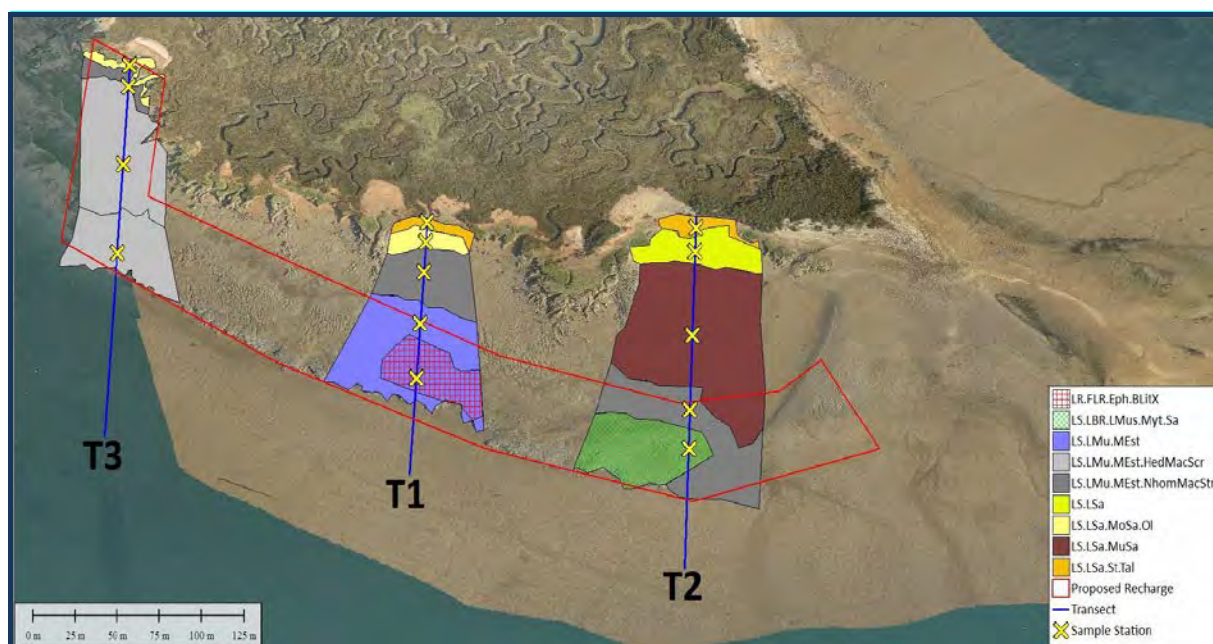 T3
T1
T2
LR.FLR.Eph.BLitX
LS.LBR.LMus.Myt.Sa
LS.LMu.MEst
LS.LMu.MEst.HedMacScr
LS.LMu.MEst.NhomMacStr
LS.LSa
LS.LSa.MoSa.Ol
LS.LSa.MuSa
LS.LSa.St.Tal
Proposed Recharge
Transect
Sample Station
0 m 25 m 50 m 75 m 100 m 125 m